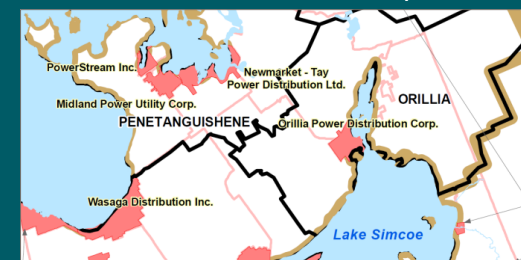 PowerStream Inc.
Newmarket - Tay
Power Distribution Ltd.
Midland Power Utility Corp.
ORILLIA
PENETANGUISHENE
Orillia Power Distribution Corp.
Wasaga Distribution Inc.
Lake Simcoe